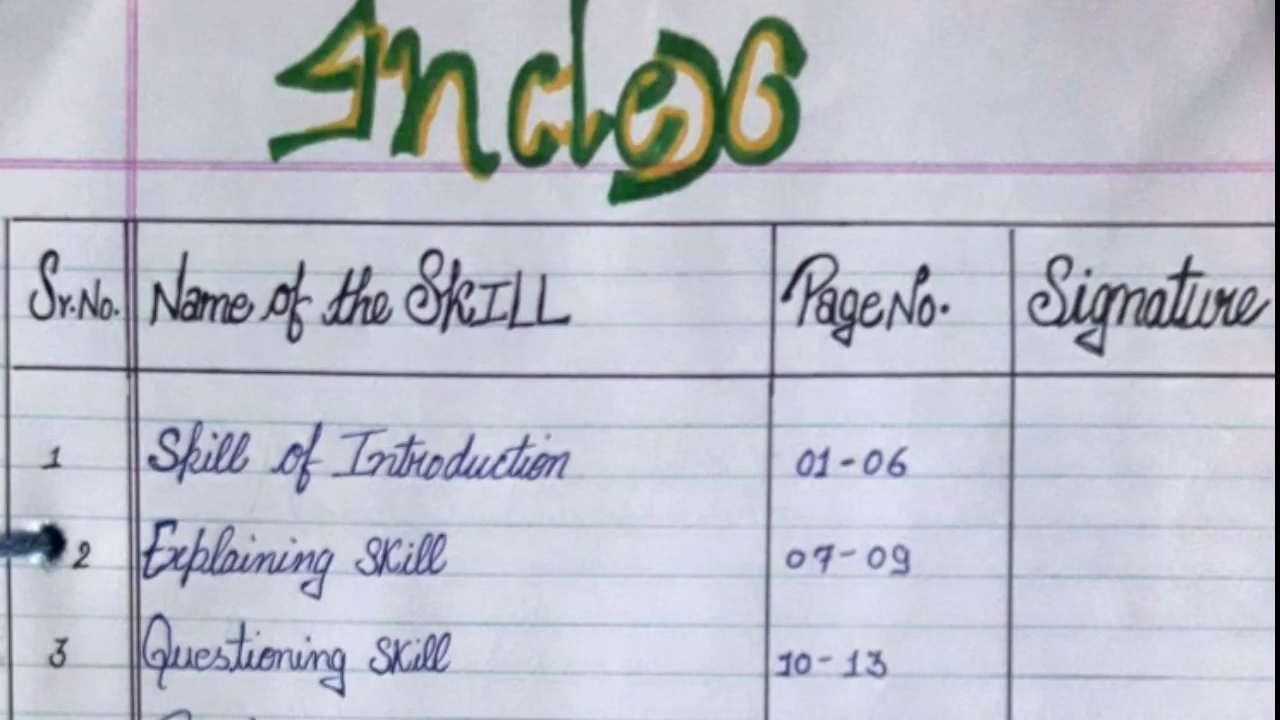 Index
Sr.No. Name of the SKILL Page No. Signature
1 Skill of Introduction 01-06
2 Explaining Skill 07-09
3 Questioning Skill 10-13